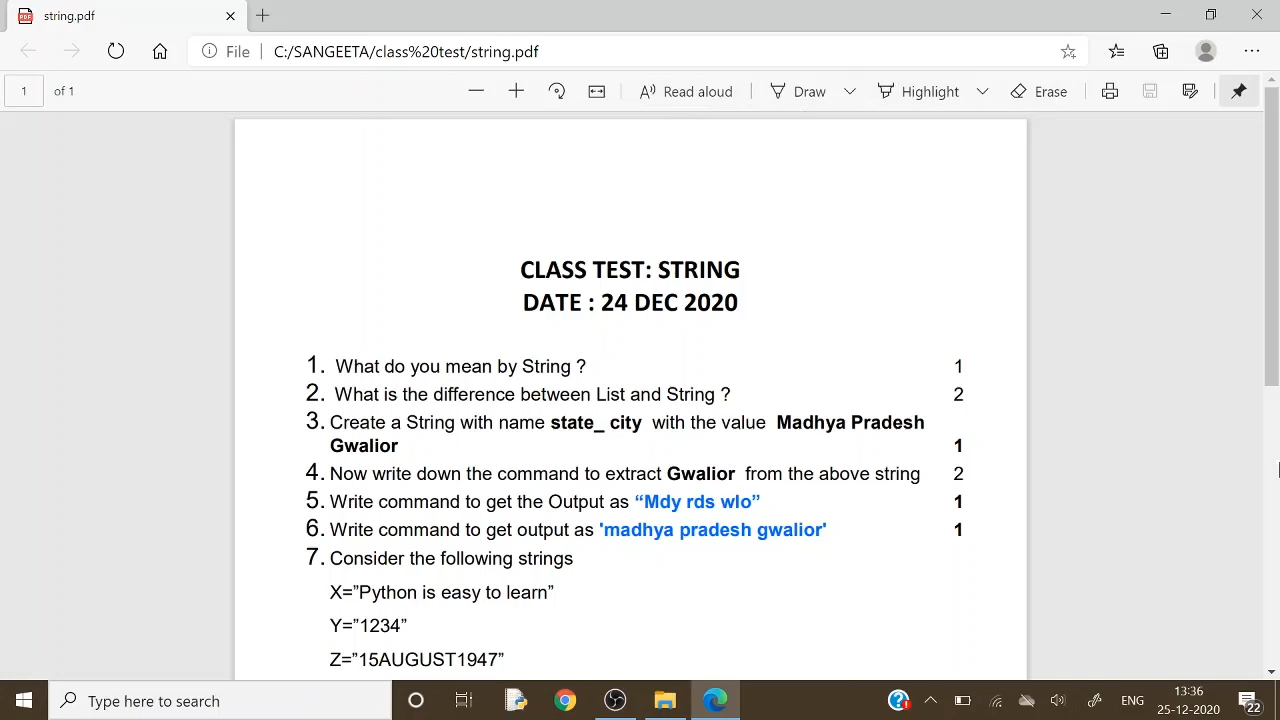 string.pdf
File
C:/SANGEETA/class%20test/string.pdf
1 of 1
Read aloud
Draw
Highlight
Erase
CLASS TEST: STRING
DATE : 24 DEC 2020
1. What do you mean by String ? 1
2. What is the difference between List and String ? 2
3. Create a String with name state_ city with the value Madhya Pradesh
Gwalior 1
4. Now write down the command to extract Gwalior from the above string 2
5. Write command to get the Output as “Mdy rds wlo” 1
6. Write command to get output as 'madhya pradesh gwalior' 1
7. Consider the following strings
X=”Python is easy to learn”
Y=”1234”
Z=”15AUGUST1947”
Type here to search
ENG
13:36
25-12-2020
22